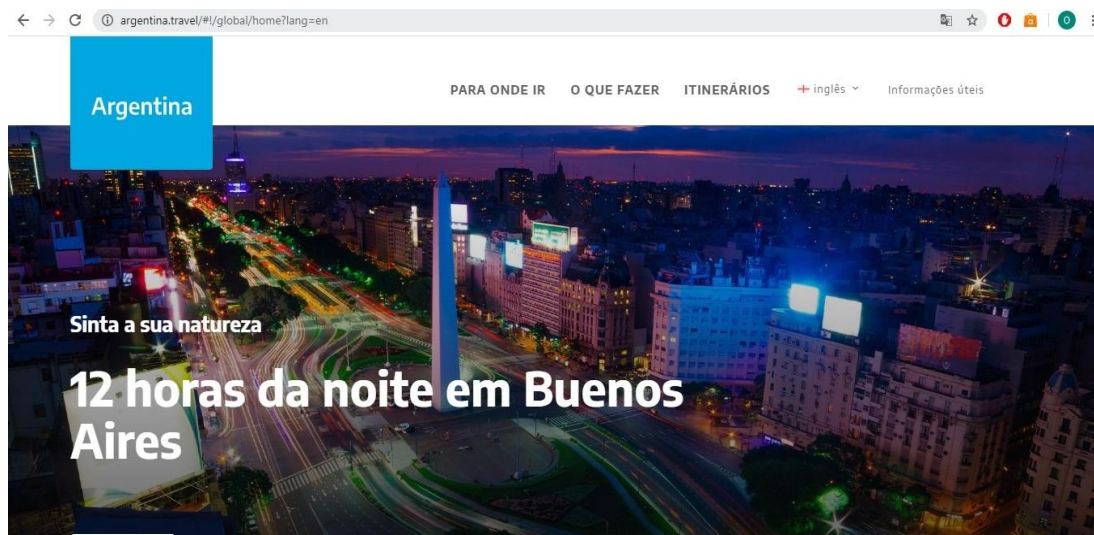 argentina.travel/#!/global/home?lang=en
O
Argentina
PARA ONDE IR O QUE FAZER ITINERÁRIOS inglês Informações úteis
Sinta a sua natureza
12 horas da noite em Buenos
Aires